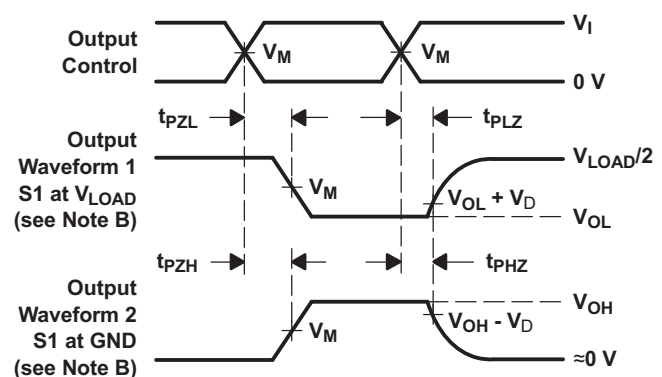 Output
Control
V_M
V_M
V_I
0 V
t_PZL
t_PLZ
Output
Waveform 1
S1 at V_LOAD
(see Note B)
V_M
V_OL + V_D
V_LOAD/2
V_OL
t_PZH
t_PHZ
Output
Waveform 2
S1 at GND
(see Note B)
V_M
V_OH - V_D
V_OH
≈0 V